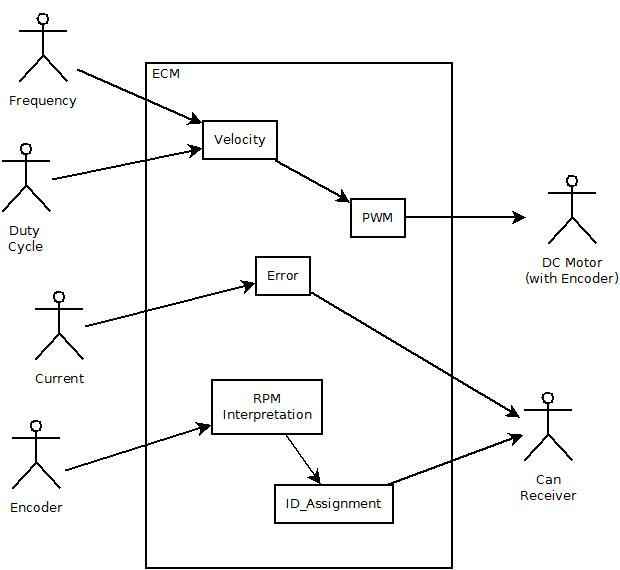 ECM
Frequency
Velocity
Duty
Cycle
PWM
DC Motor
(with Encoder)
Error
Current
RPM
Interpretation
Can
Receiver
Encoder
ID_Assignment